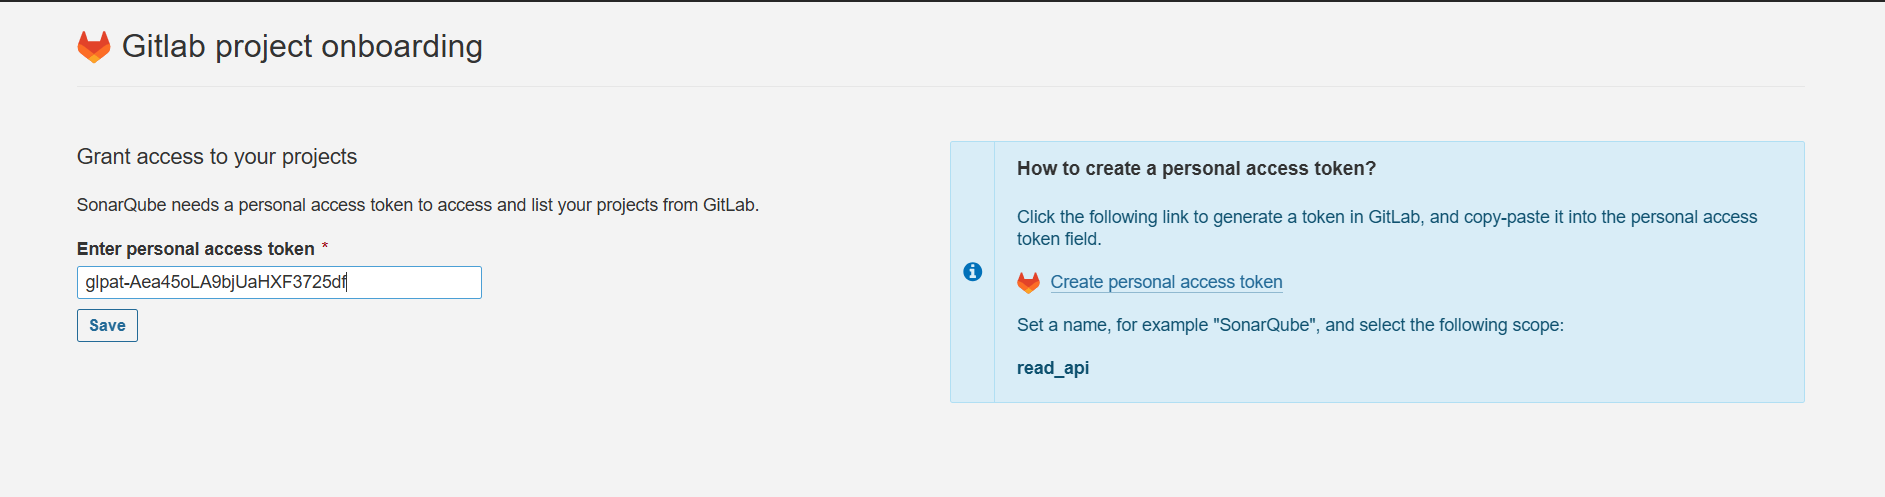 Gitlab project onboarding
Grant access to your projects
SonarQube needs a personal access token to access and list your projects from GitLab.
Enter personal access token *
glpat-Aea45oLA9bjUaHXF3725df
Save
How to create a personal access token?
Click the following link to generate a token in GitLab, and copy-paste it into the personal access
token field.
Create personal access token
Set a name, for example "SonarQube", and select the following scope:
read_api